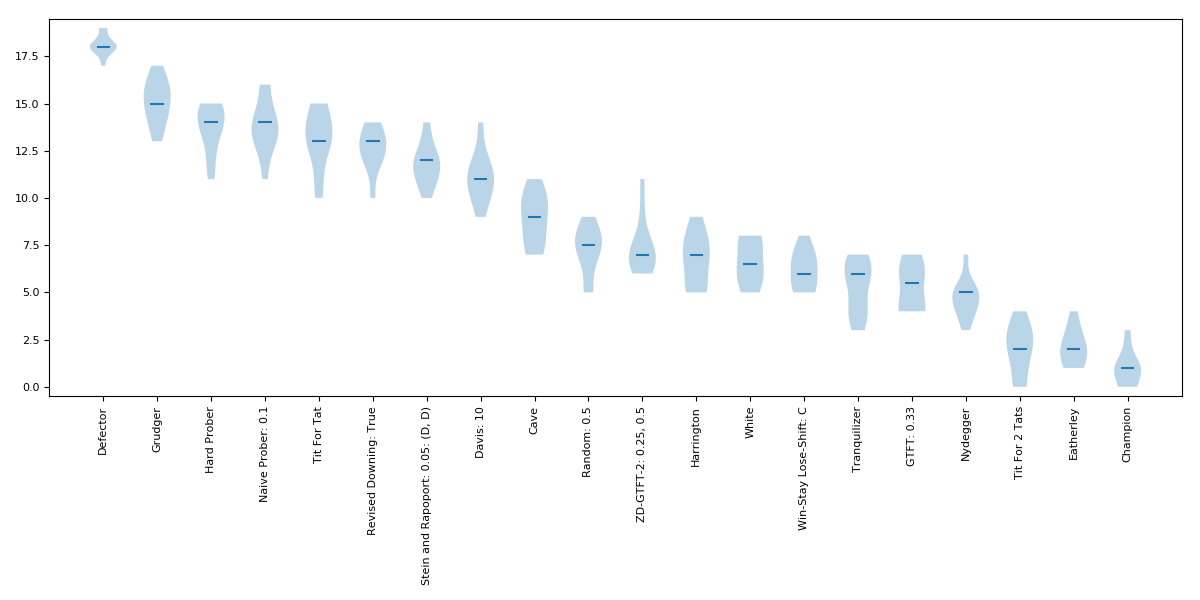 17.5
15.0
12.5
10.0
7.5
5.0
2.5
0.0
Defector
Grudger
Hard Prober
Naive Prober: 0.1
Tit For Tat
Revised Downing: True
Stein and Rapoport: 0.05: (D, D)
Davis: 10
Cave
Random: 0.5
ZD-GTFT-2: 0.25, 0.5
Harrington
White
Win-Stay Lose-Shift: C
Tranquilizer
GTFT: 0.33
Nydegger
Tit For 2 Tats
Eatherley
Champion